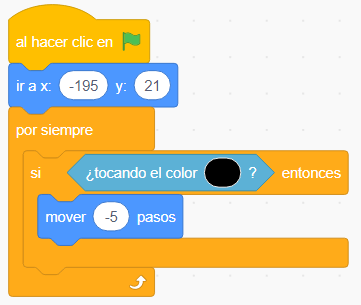 al hacer clic en
ir a x: -195 y: 21
por siempre
si ¿tocando el color ? entonces
mover -5 pasos